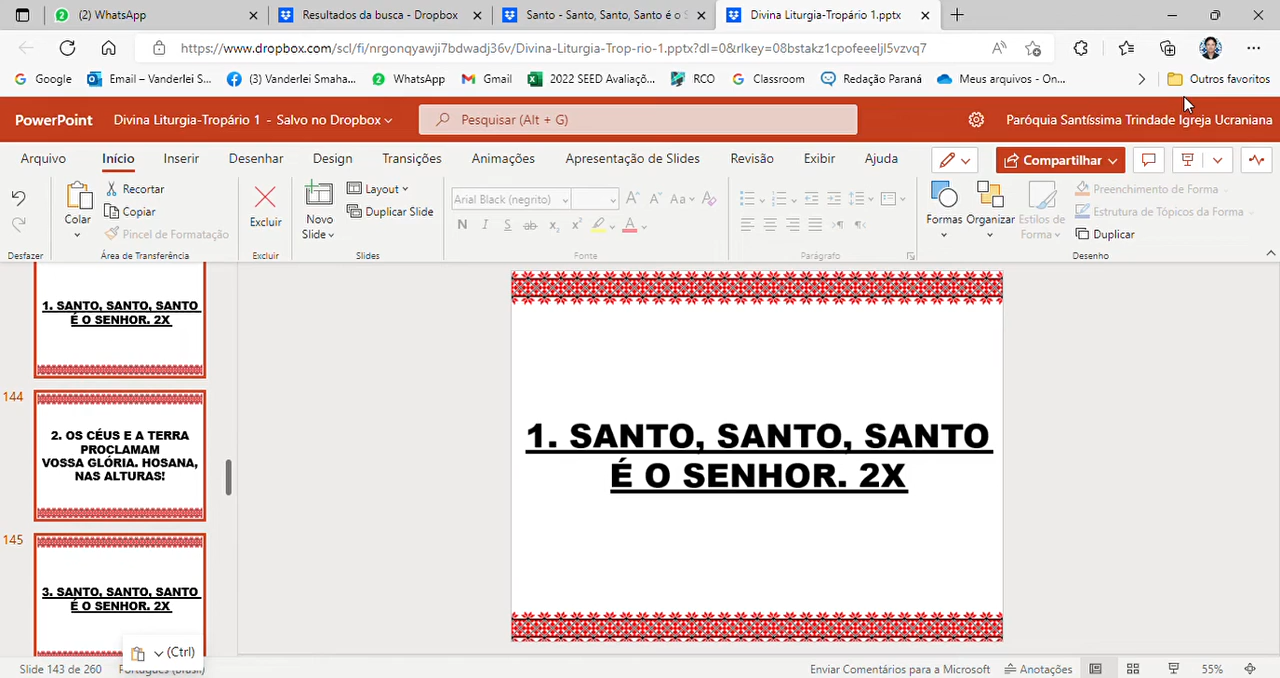 (2) WhatsApp
Resultados da busca - Dropbox
Santo - Santo, Santo, Santo é o S
Divina Liturgia-Tropário 1.pptx
https://www.dropbox.com/scl/fi/nrgonqyawji7bdwadj36v/Divina-Liturgia-Trop-rio-1.pptx?dl=0&rlkey=08bstakz1cpofeeeljl5vzvq7
Google
Email – Vanderlei S...
(3) Vanderlei Smaha...
WhatsApp
Gmail
2022 SEED Avaliaçõ...
RCO
Classroom
Redação Paraná
Meus arquivos - On...
Outros favoritos
PowerPoint
Divina Liturgia-Tropário 1 - Salvo no Dropbox
Pesquisar (Alt + G)
Paróquia Santíssima Trindade Igreja Ucraniana
Arquivo
Início
Inserir
Desenhar
Design
Transições
Animações
Apresentação de Slides
Revisão
Exibir
Ajuda
Compartilhar
Colar
Recortar
Copiar
Pincel de Formatação
Excluir
Novo
Slide
Layout
Duplicar Slide
Arial Black (negrito)
Formas
Organizar
Estilos de
Forma
Preenchimento de Forma
Estrutura de Tópicos da Forma
Duplicar
Desfazer
Área de Transferência
Excluir
Slides
Fonte
Parágrafo
Desenho
1. SANTO, SANTO, SANTO
É O SENHOR. 2X
144
2. OS CÉUS E A TERRA
PROCLAMAM
VOSSA GLÓRIA. HOSANA,
NAS ALTURAS!
145
3. SANTO, SANTO, SANTO
É O SENHOR. 2X
(Ctrl)
1. SANTO, SANTO, SANTO
É O SENHOR. 2X
Slide 143 de 260
Português (Brasil)
Enviar Comentários para a Microsoft
Anotações
55%